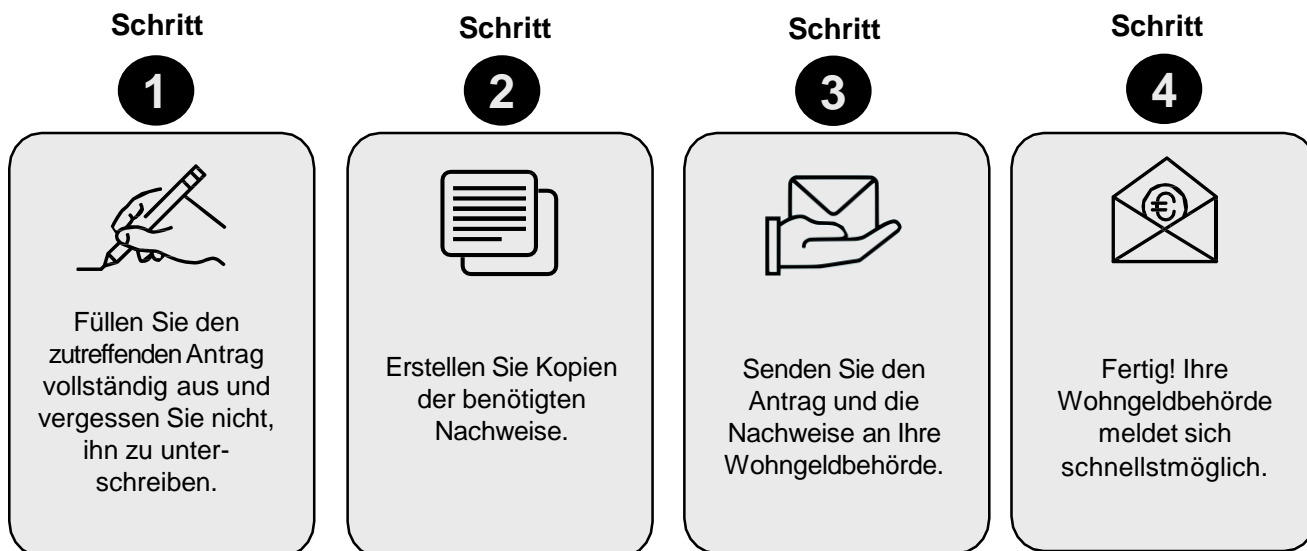 Schritt
1
Füllen Sie den
zutreffenden Antrag
vollständig aus und
vergessen Sie nicht,
ihn zu unter-
schreiben.
Schritt
2
Erstellen Sie Kopien
der benötigten
Nachweise.
Schritt
3
Senden Sie den
Antrag und die
Nachweise an Ihre
Wohngeldbehörde.
Schritt
4
€
Fertig! Ihre
Wohngeldbehörde
meldet sich
schnellstmöglich.